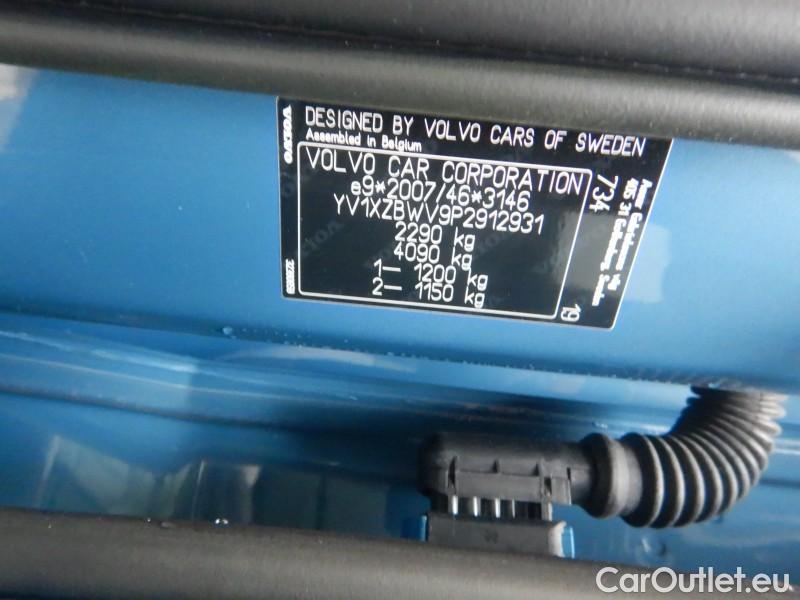 VOLVO
DESIGNED BY VOLVO CARS OF SWEDEN
Assembled in Belgium
VOLVO CAR CORPORATION
e9*2007/46*3146
YV1XZBWV9P2912931
2290 kg
4090 kg
1– 1200 kg
2– 1150 kg
734
19
CarOutlet.eu